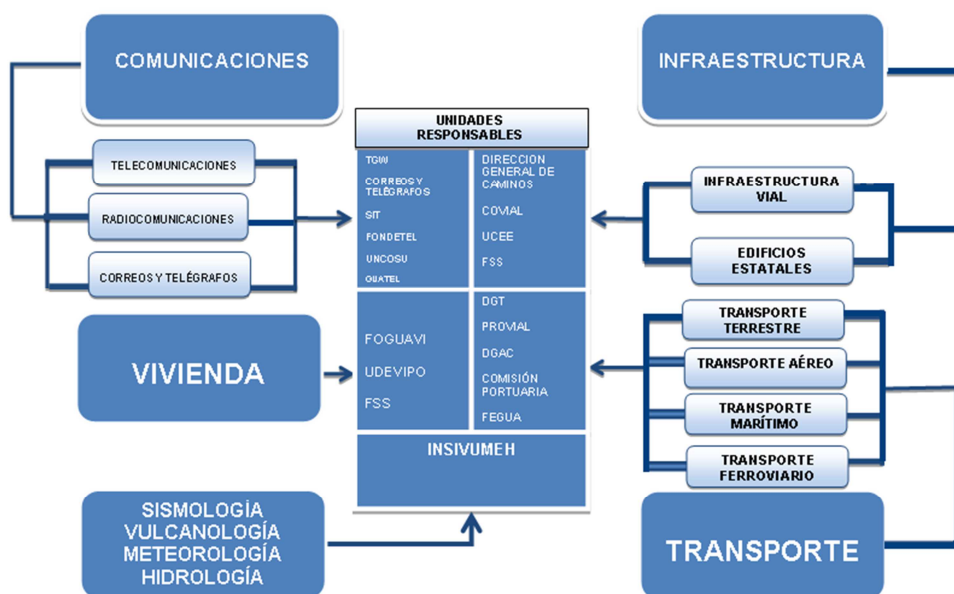 COMUNICACIONES
TELECOMUNICACIONES
RADIOCOMUNICACIONES
CORREOS Y TELÉGRAFOS
VIVIENDA
SISMOLOGÍA
VULCANOLOGÍA
METEOROLOGÍA
HIDROLOGÍA
UNIDADES
RESPONSABLES
TGW
CORREOS Y
TELÉGRAFOS
SIT
FONDETEL
UNCOSU
GUATEL
DIRECCION
GENERAL DE
CAMINOS
COVIAL
UCEE
FSS
FOGUAVI
UDEVIPO
FSS
DGT
PROVIAL
DGAC
COMISIÓN
PORTUARIA
FEGUA
INSIVUMEH
INFRAESTRUCTURA
INFRAESTRUCTURA
VIAL
EDIFICIOS
ESTATALES
TRANSPORTE
TERRESTRE
TRANSPORTE AÉREO
TRANSPORTE
MARÍTIMO
TRANSPORTE
FERROVIARIO
TRANSPORTE